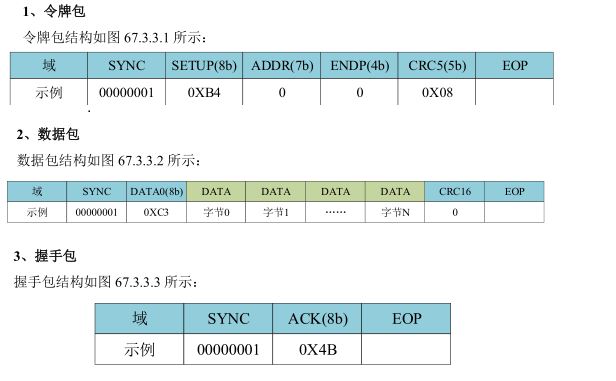 1、令牌包
令牌包结构如图 67.3.3.1 所示：
域 SYNC SETUP(8b) ADDR(7b) ENDP(4b) CRC5(5b) EOP
示例 00000001 0XB4 0 0 0X08
2、数据包
数据包结构如图 67.3.3.2 所示：
域 SYNC DATA0(8b) DATA DATA DATA DATA CRC16 EOP
示例 00000001 0XC3 字节0 字节1 …… 字节N 0
3、握手包
握手包结构如图 67.3.3.3 所示：
域 SYNC ACK(8b) EOP
示例 00000001 0X4B